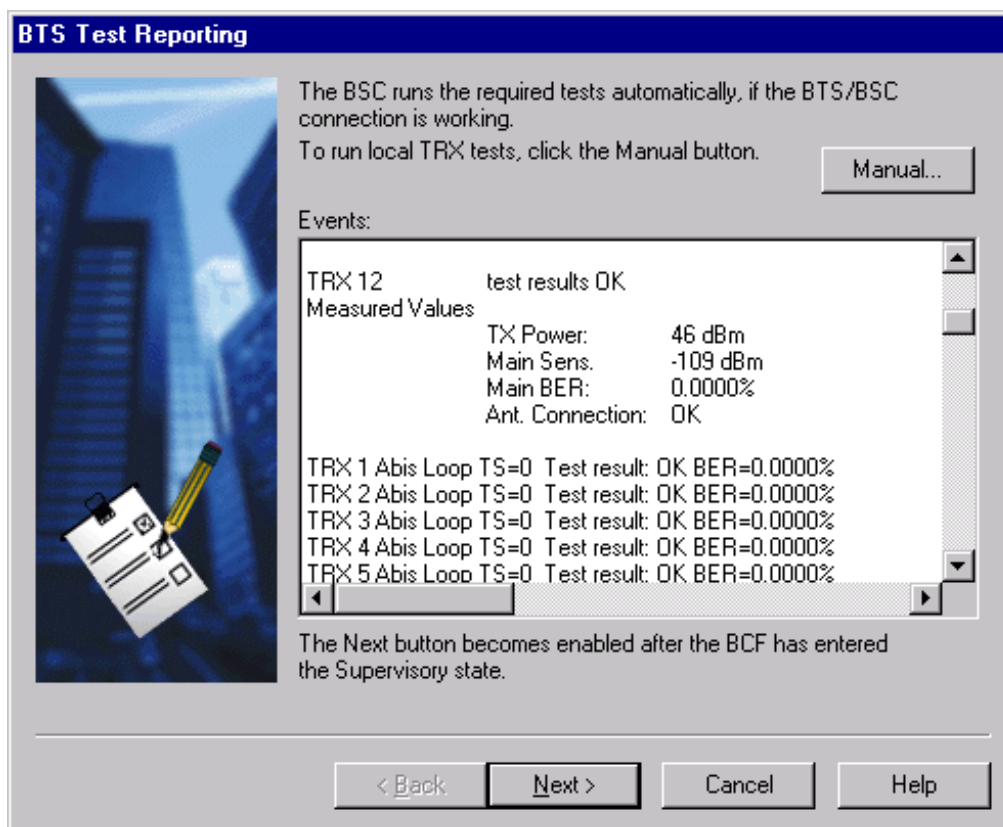 BTS Test Reporting
The BSC runs the required tests automatically, if the BTS/BSC
connection is working.
To run local TRX tests, click the Manual button.
Manual...
Events:
TRX 12 test results OK
Measured Values
TX Power: 46 dBm
Main Sens. -109 dBm
Main BER: 0.0000%
Ant. Connection: OK
TRX 1 Abis Loop TS=0 Test result: OK BER=0.0000%
TRX 2 Abis Loop TS=0 Test result: OK BER=0.0000%
TRX 3 Abis Loop TS=0 Test result: OK BER=0.0000%
TRX 4 Abis Loop TS=0 Test result: OK BER=0.0000%
TRX 5 Abis Loop TS=0 Test result: OK BER=0.0000%
The Next button becomes enabled after the BCF has entered
the Supervisory state.
< Back Next > Cancel Help